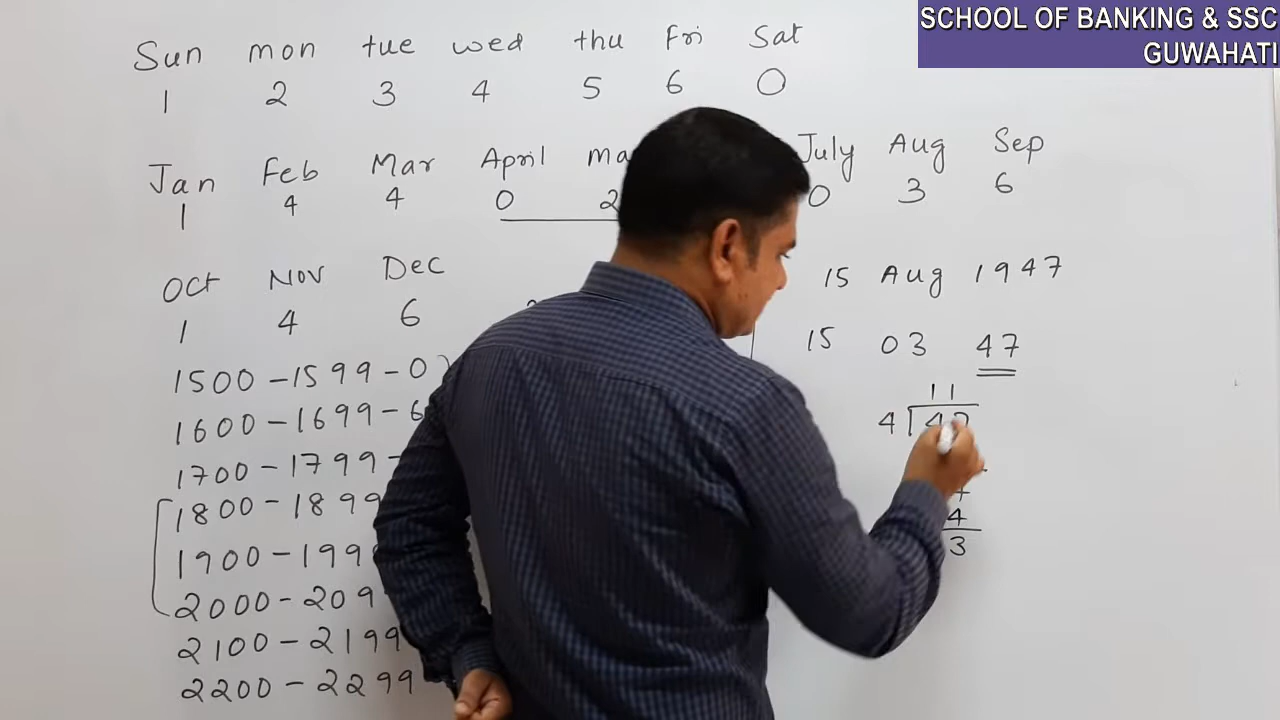 SCHOOL OF BANKING & SSC
GUWAHATI
Sun mon tue wed thu Fri Sat
1 2 3 4 5 6 0
Jan Feb Mar April July Aug Sep
1 4 4 0 2 0 3 6
Oct Nov Dec
1 4 6
15 Aug 1947
15 03 47
11
4 47
4
3
1500 - 1599 - 0
1600 - 1699 - 6
1700 - 1799 -
1800 - 1899
1900 - 199
2000 - 209
2100 - 2199
2200 - 2299